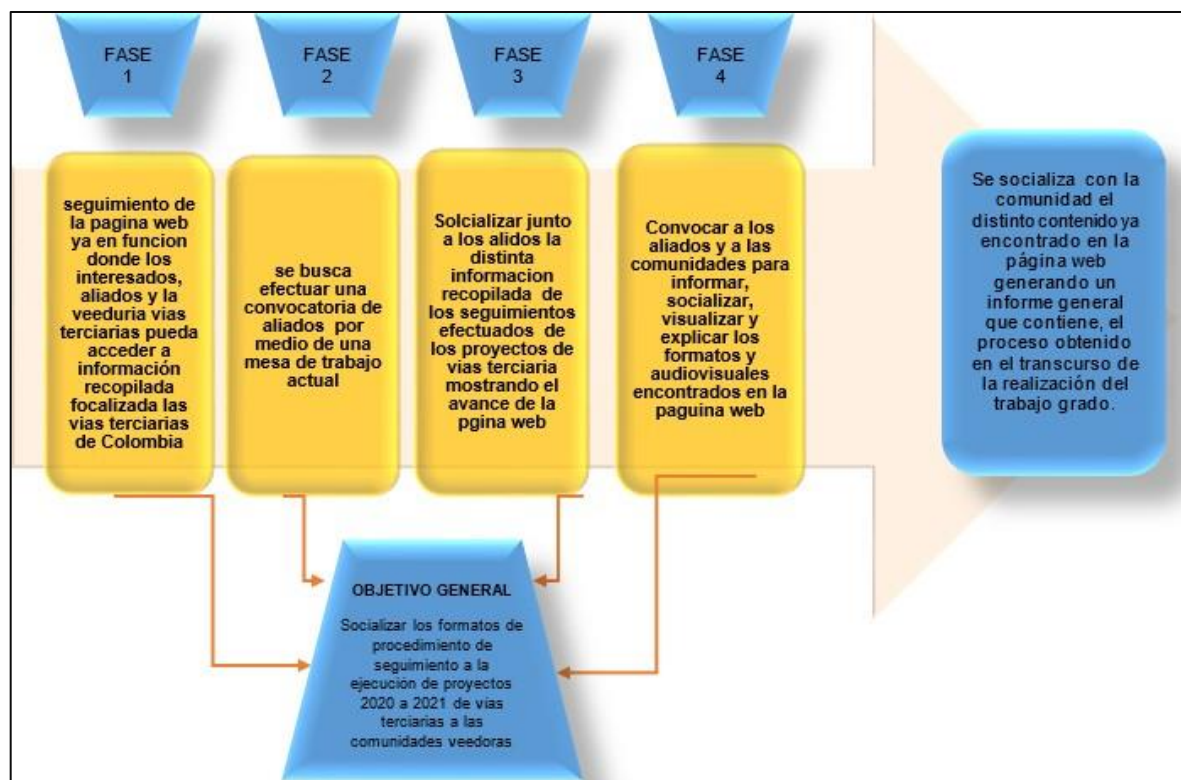 FASE
1
FASE
2
FASE
3
FASE
4
seguimiento de
la pagina web
ya en funcion
donde los
interesados,
aliados y la
veeduria vias
terciarias pueda
acceder a
información
recopilada
focalizada las
vias terciarias
de Colombia
se busca
efectuar una
convocatoria de
aliados por
medio de una
mesa de trabajo
actual
Solcializar junto
a los alidos la
distinta
informacion
recopilada de
los seguimientos
efectuados de
los proyectos de
vias terciaria
mostrando el
avance de la
pgina web
Convocar a los
aliados y a las
comunidades para
informar,
socializar,
visualizar y
explicar los
formatos y
audiovisuales
encontrados en la
paguina web
Se socializa con la
comunidad el
distinto contenido ya
encontrado en la
página web
generando un
informe general
que contiene, el
proceso obtenido
en el transcurso de
la realización del
trabajo grado.
OBJETIVO GENERAL
Socializar los formatos de
procedimiento de
seguimiento a la
ejecución de proyectos
2020 a 2021 de vías
terciarias a las
comunidades veedoras